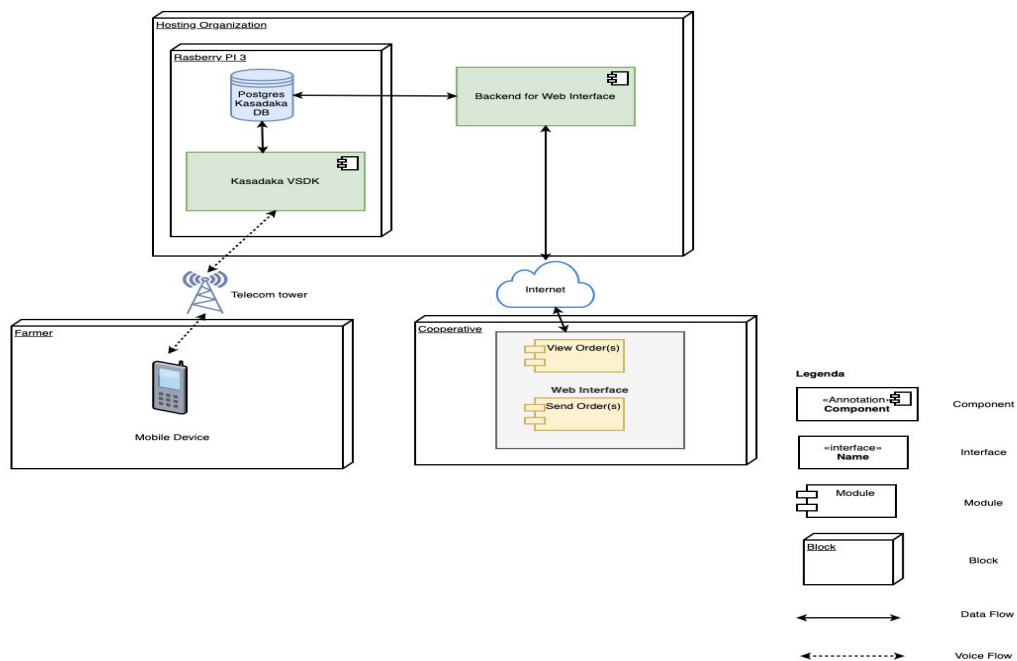 Hosting Organization
Rasberry PI 3
Postgres
Kasadaka
DB
Backend for Web Interface
Kasadaka VSDK
Telecom tower
Internet
Farmer
Mobile Device
Cooperative
View Order(s)
Web Interface
Send Order(s)
Legenda
«Annotation»
Component
Component
«interface»
Name
Interface
Module
Module
Block
Block
Data Flow
Voice Flow